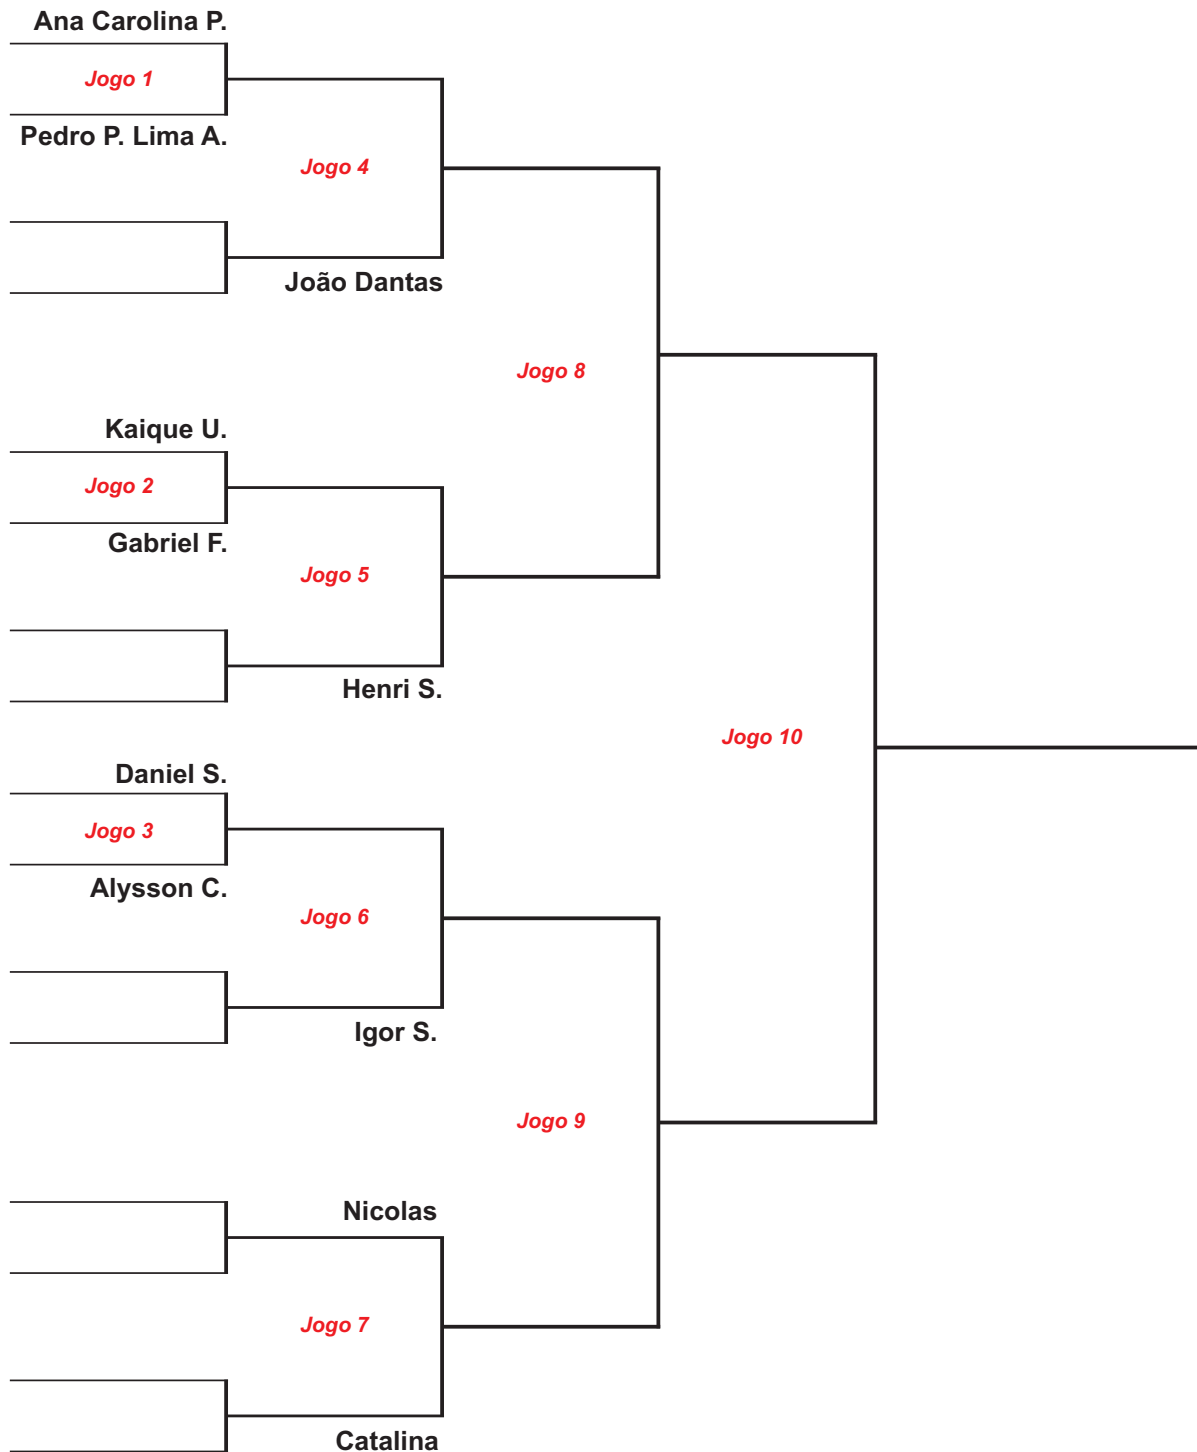 Ana Carolina P.
Jogo 1
Pedro P. Lima A.
Jogo 4
João Dantas
Jogo 8
Kaique U.
Jogo 2
Gabriel F.
Jogo 5
Henri S.
Jogo 10
Daniel S.
Jogo 3
Alysson C.
Jogo 6
Igor S.
Jogo 9
Nicolas
Jogo 7
Catalina